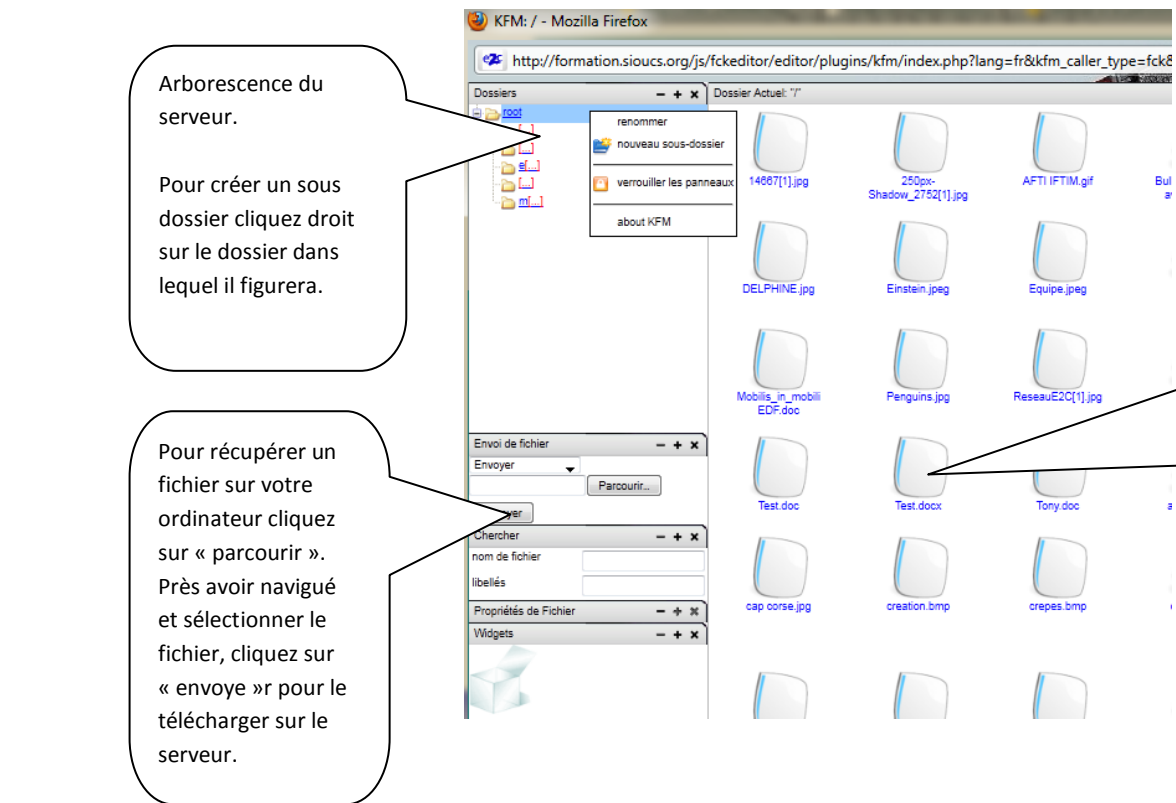 Arborescence du
serveur.
Pour créer un sous
dossier cliquez droit
sur le dossier dans
lequel il figurera.
Pour récupérer un
fichier sur votre
ordinateur cliquez
sur « parcourir ».
Près avoir navigué
et sélectionner le
fichier, cliquez sur
« envoye »r pour le
télécharger sur le
serveur.
KFM: / - Mozilla Firefox
http://formation.sioucs.org/js/fckeditor/editor/plugins/kfm/index.php?lang=fr&kfm_caller_type=fck&
Dossiers
root
[...]
[...]
e[...]
[...]
m[...]
renommer
nouveau sous-dossier
verrouiller les panneaux
about KFM
Envoi de fichier
Envoyer
Parcourir...
yer
Chercher
nom de fichier
libellés
Propriétés de Fichier
Widgets
Dossier Actuel: "/"
14667[1].jpg
250px-
Shadow_2752[1].jpg
AFTI IFTIM.gif
Bul
DELPHINE.jpg
Einstein.jpeg
Equipe.jpeg
Mobilis_in_mobili
EDF.doc
Penguins.jpg
ReseauE2C[1].jpg
Test.doc
Test.docx
Tony.doc
cap corse.jpg
creation.bmp
crepes.bmp